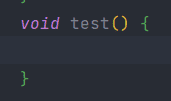 void test() {
}